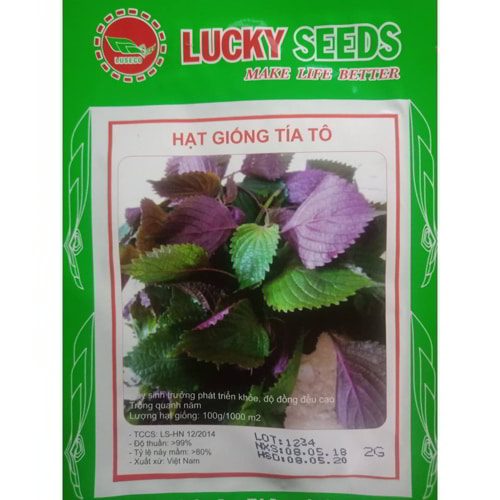 LUSECO
LUCKY SEEDS
MAKE LIFE BETTER
HẠT GIÓNG TÍA TÔ
sinh trưởng phát triển khỏe, độ đồng đều cao
Trồng quanh năm
Lượng hạt giống: 100g/1000 m2
- TCCS: LS-HN 12/2014
- Độ thuần: >99%
- Tỷ lệ nảy mầm: >80%
- Xuất xứ: Việt Nam
LOT:1234
NXS:08.05.18
HSD:08.05.20
2G